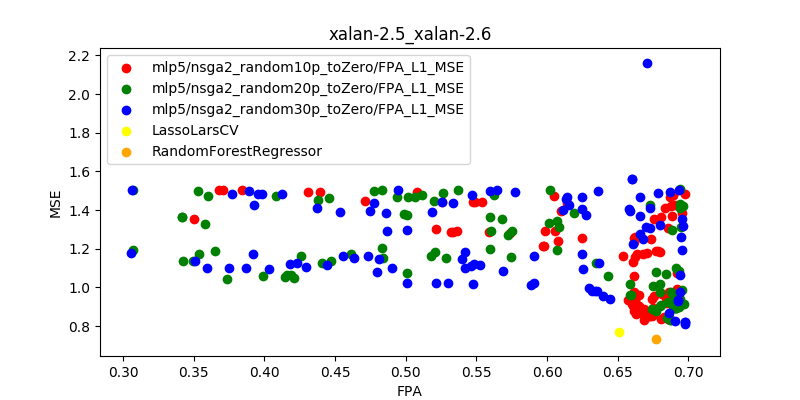 xalan-2.5_xalan-2.6
mlp5/nsga2_random10p_toZero/FPA_L1_MSE
mlp5/nsga2_random20p_toZero/FPA_L1_MSE
mlp5/nsga2_random30p_toZero/FPA_L1_MSE
LassoLarsCV
RandomForestRegressor
MSE
2.2
2.0
1.8
1.6
1.4
1.2
1.0
0.8
0.30 0.35 0.40 0.45 0.50 0.55 0.60 0.65 0.70
FPA